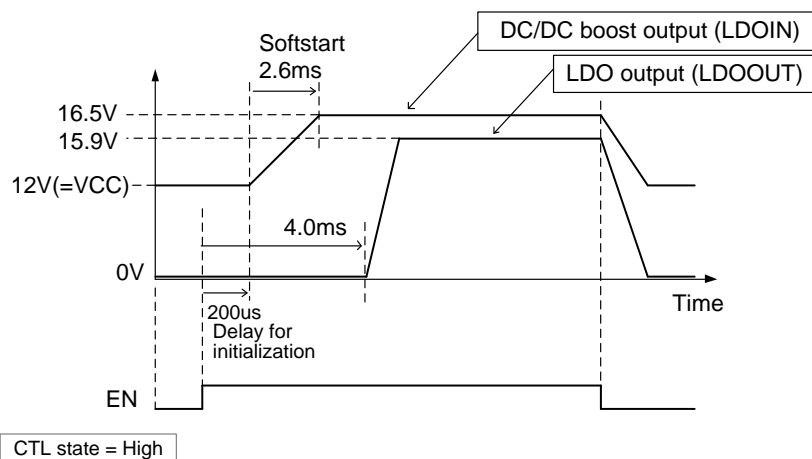 DC/DC boost output (LDOIN)
LDO output (LDOOUT)
Softstart
2.6ms
16.5V
15.9V
12V(=VCC)
4.0ms
0V
Time
200us
Delay for
initialization
EN
CTL state = High